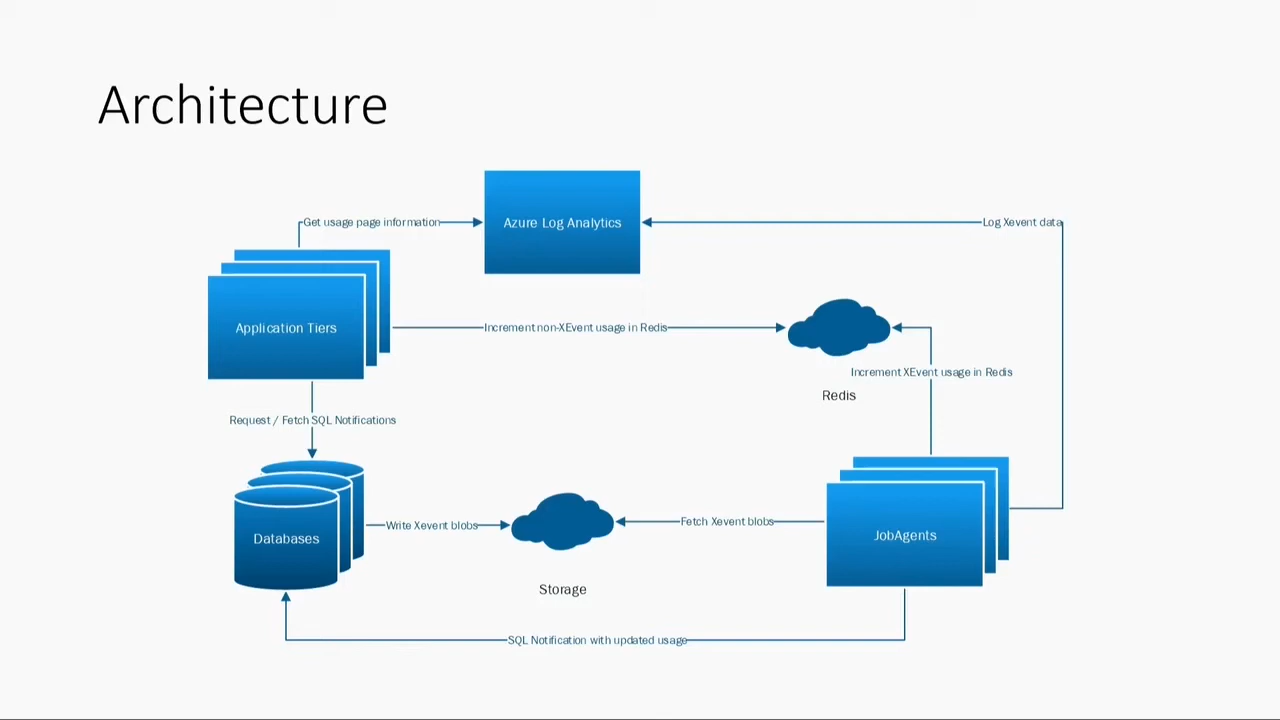 Architecture
Azure Log Analytics
Get usage page information
Log Xevent data
Application Tiers
Increment non-XEvent usage in Redis
Increment XEvent usage in Redis
Redis
Request / Fetch SQL Notifications
Databases
Write Xevent blobs
Fetch Xevent blobs
JobAgents
Storage
SQL Notification with updated usage